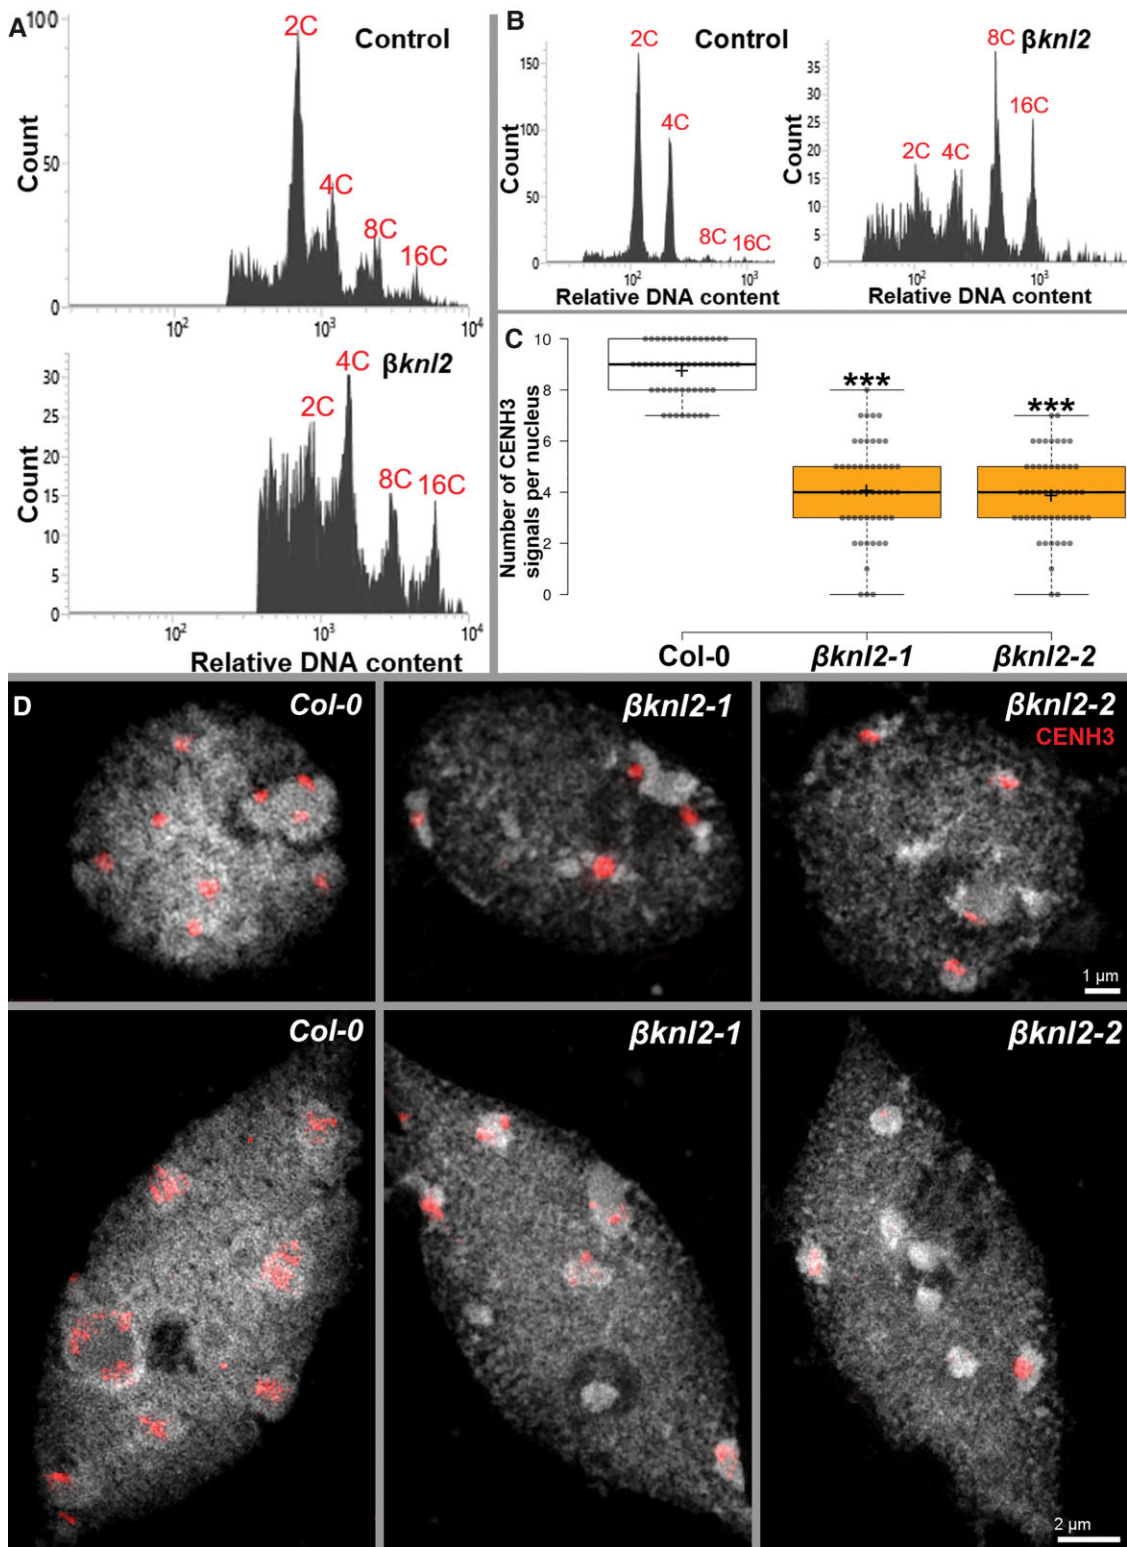 A
Control
2C
4C
8C
16C
100
50
0
Count
10²
10³
10⁴
βknl2
2C
4C
8C
16C
30
25
20
15
10
5
0
Count
10²
10³
10⁴
Relative DNA content
B
Control
2C
4C
8C
16C
150
100
50
0
Count
10²
10³
Relative DNA content
βknl2
2C
4C
8C
16C
35
30
25
20
15
10
5
0
Count
10²
10³
Relative DNA content
C
Number of CENH3
signals per nucleus
10
8
6
4
2
0
***
***
Col-0
βknl2-1
βknl2-2
D
Col-0
βknl2-1
βknl2-2
CENH3
1 µm
Col-0
βknl2-1
βknl2-2
2 µm